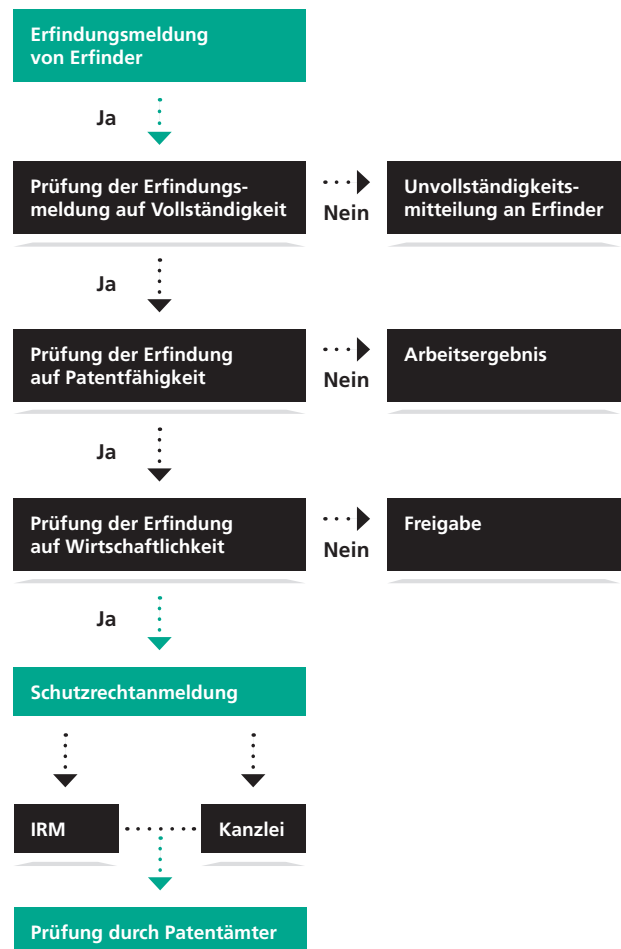 Erfindungsmeldung
von Erfinder
Ja
Prüfung der Erfindungs-
meldung auf Vollständigkeit
Nein
Unvollständigkeits-
mitteilung an Erfinder
Ja
Prüfung der Erfindung
auf Patentfähigkeit
Nein
Arbeitsergebnis
Ja
Prüfung der Erfindung
auf Wirtschaftlichkeit
Nein
Freigabe
Ja
Schutzrechtanmeldung
IRM
Kanzlei
Prüfung durch Patentämter